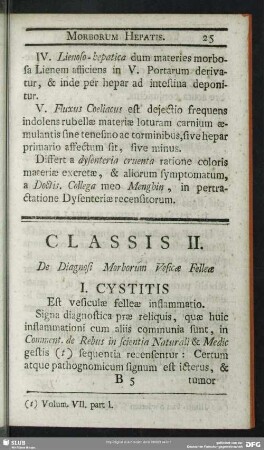 MORBORUM HEPATIS. 25
IV. Lienoso-hepatica dum materies morbo-
sa Lienem afficiens in V. Portarum deriva-
tur, & inde per hepar ad intestina deponi-
tur.
V. Fluxus Coeliacus est dejectio frequens
indolens rubellæ materiæ loturam carnium æ-
mulantis sine tenesmo ac torminibus, sive hepar
primario affectum sit, sive minus.
Differt a dysenteria cruenta ratione coloris
materiæ excretæ, & aliorum symptomatum,
a Doctis. Collega meo Menghin, in pertra-
ctatione Dysenteriæ recensitorum.
CLASSIS II.
De Diagnosi Morborum Vesicæ Felleæ
I. CYSTITIS
Est vesiculæ felleæ inflammatio.
Signa diagnostica præ reliquis, quæ huic
inflammationi cum aliis communia sunt, in
Comment. de Rebus in scientia Naturali & Medic
gestis (1) sequentia recensentur: Certum
atque pathognomicum signum est icterus, &
B 5 tumor
(1) Volum. VII. part I.